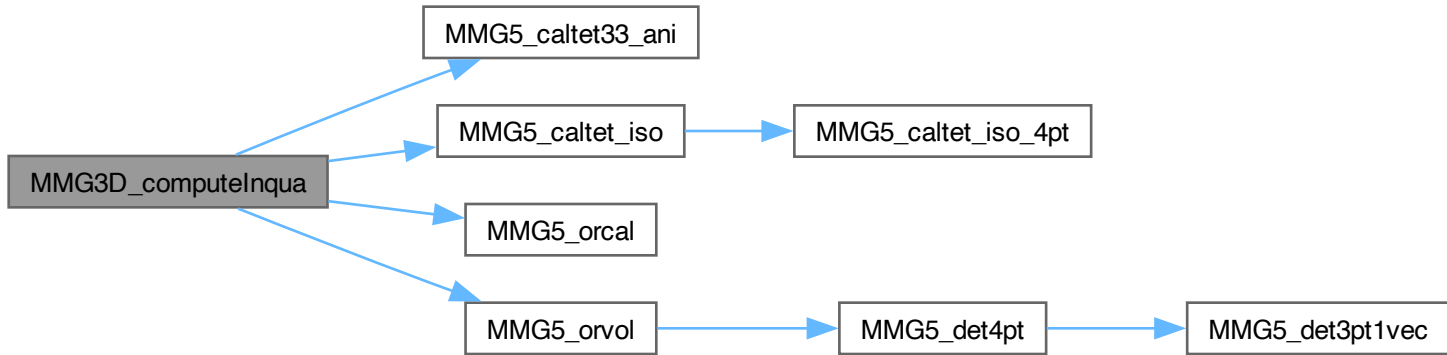 MMG5_caltet33_ani
MMG5_caltet_iso
MMG5_caltet_iso_4pt
MMG3D_computeInqua
MMG5_orcal
MMG5_orvol
MMG5_det4pt
MMG5_det3pt1vec